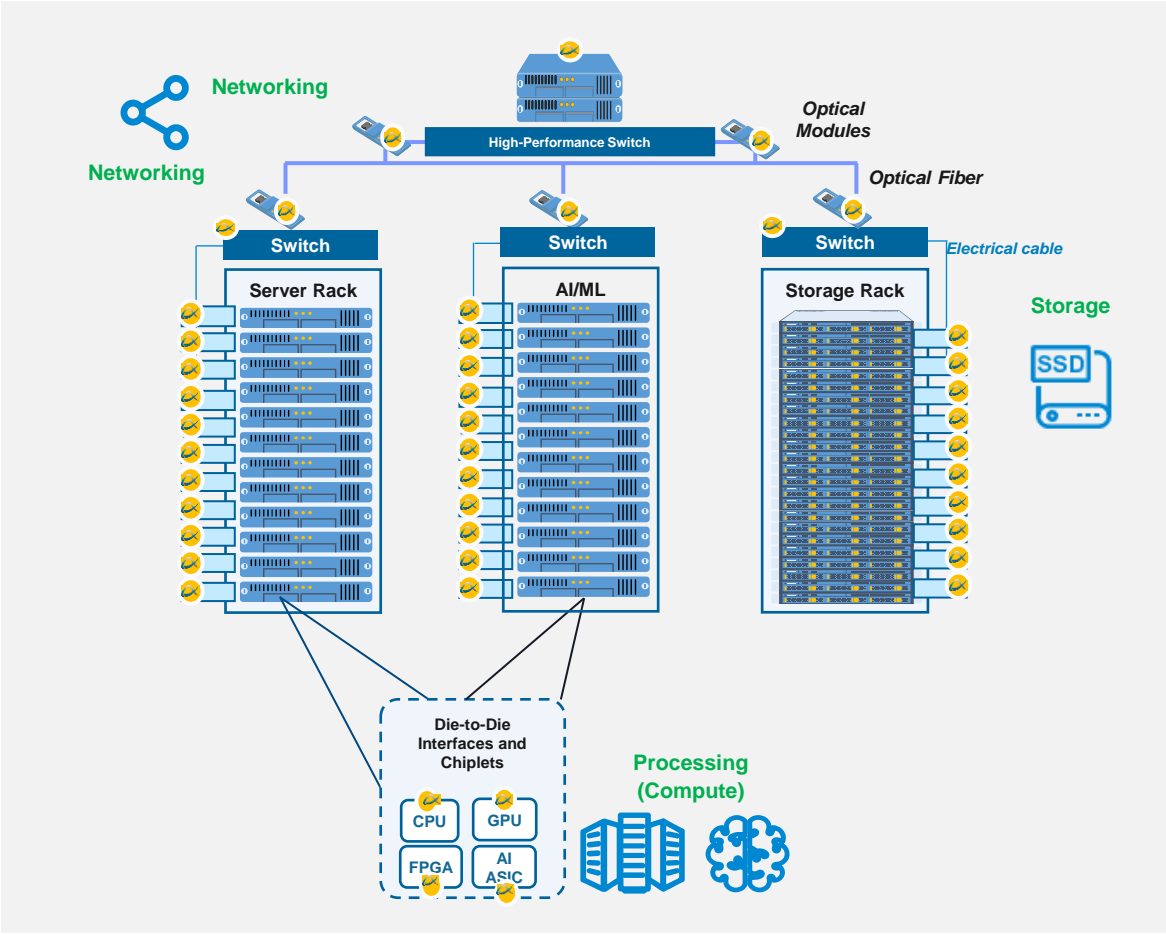 Networking
Networking
High-Performance Switch
Optical
Modules
Optical Fiber
Switch
Switch
Switch
Electrical cable
Server Rack
AI/ML
Storage Rack
Storage
SSD
Die-to-Die
Interfaces and
Chiplets
CPU
GPU
FPGA
AI
ASIC
Processing
(Compute)